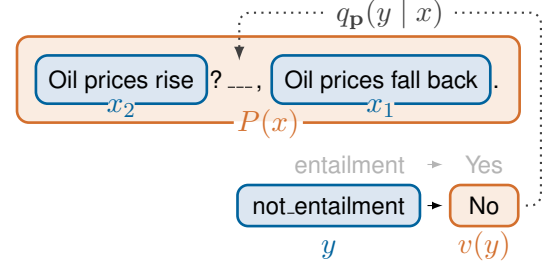 q_p(y | x)
Oil prices rise ? ___, Oil prices fall back .
x_2 x_1
P(x)
entailment → Yes
not_entailment → No
y v(y)